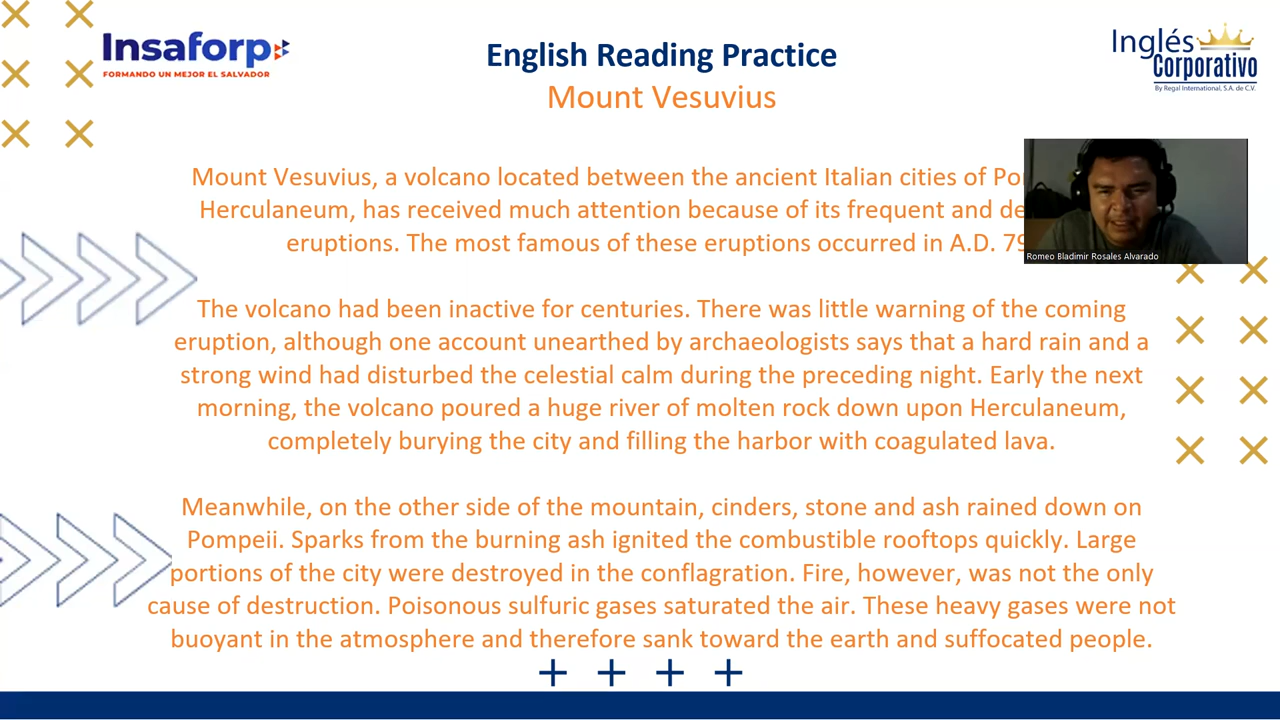 Insaforp
FORMANDO UN MEJOR EL SALVADOR
English Reading Practice
Mount Vesuvius
Inglés
Corporativo
By Regal International, S.A. de C.V.
Mount Vesuvius, a volcano located between the ancient Italian cities of
Herculaneum, has received much attention because of its frequent and
eruptions. The most famous of these eruptions occurred in A.D. 79
Romeo Bladimir Rosales Alvarado
The volcano had been inactive for centuries. There was little warning of the coming
eruption, although one account unearthed by archaeologists says that a hard rain and a
strong wind had disturbed the celestial calm during the preceding night. Early the next
morning, the volcano poured a huge river of molten rock down upon Herculaneum,
completely burying the city and filling the harbor with coagulated lava.
Meanwhile, on the other side of the mountain, cinders, stone and ash rained down on
Pompeii. Sparks from the burning ash ignited the combustible rooftops quickly. Large
portions of the city were destroyed in the conflagration. Fire, however, was not the only
cause of destruction. Poisonous sulfuric gases saturated the air. These heavy gases were not
buoyant in the atmosphere and therefore sank toward the earth and suffocated people.